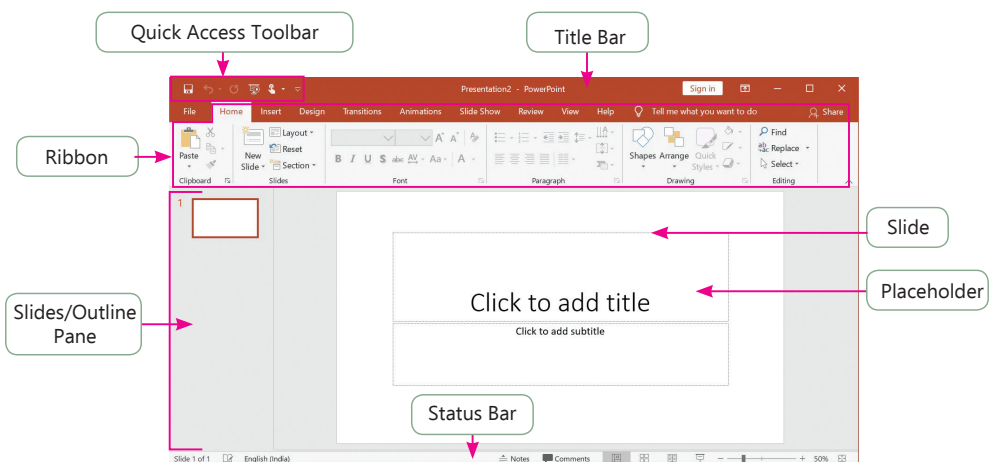 Quick Access Toolbar
Title Bar
Presentation2 - PowerPoint
Sign in
File Home Insert Design Transitions Animations Slide Show Review View Help Tell me what you want to do Share
Ribbon
Paste
New
Slide
Layout
Reset
Section
A A
B I U S abc AV Aa A
Shapes Arrange Quick
Styles
Find
Replace
Select
Clipboard Slides Font Paragraph Drawing Editing
1
Slide
Placeholder
Slides/Outline
Pane
Click to add title
Click to add subtitle
Status Bar
Slide 1 of 1 English (India) Notes Comments 50%